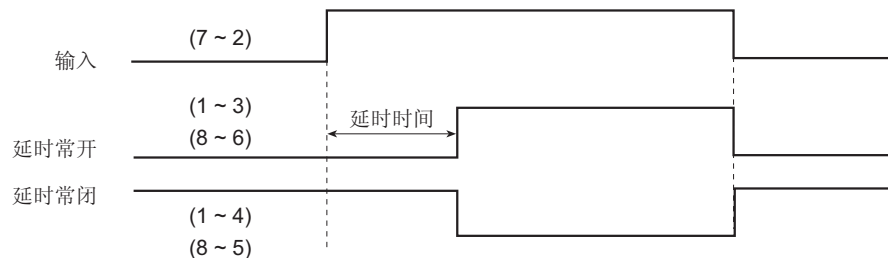 (7 ~ 2)
输入
(1 ~ 3)
延时时间
(8 ~ 6)
延时常开
延时常闭
(1 ~ 4)
(8 ~ 5)